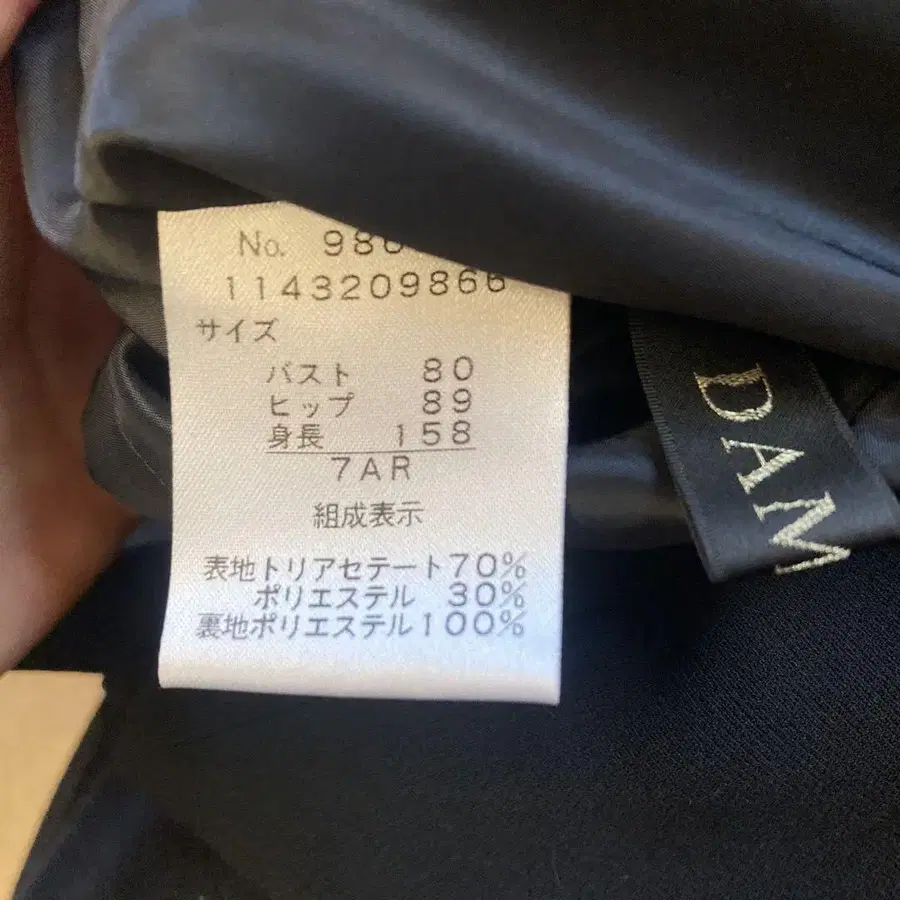 No. 980
1143209866
サイズ
バスト 80
ヒップ 89
身長 158
7AR
組成表示
表地トリアセテート70%
ポリエステル 30%
裏地ポリエステル100%
DAM